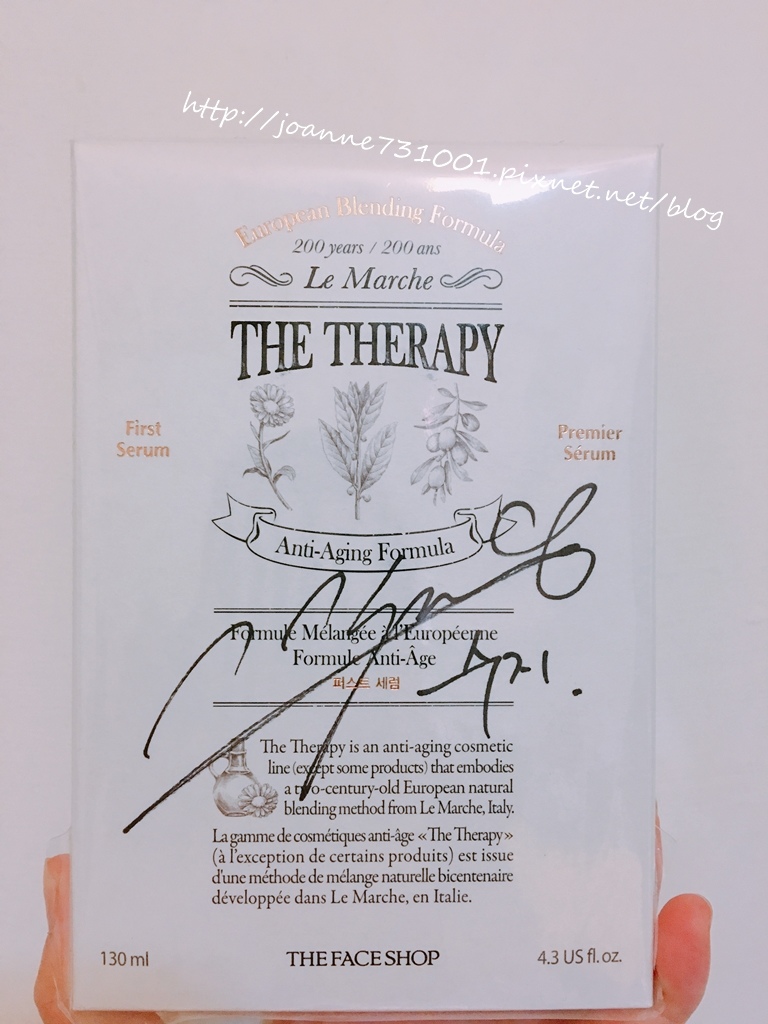 http://joanne731001.pixnet.net/blog
European Blending Formula
200 years / 200 ans
Le Marche
THE THERAPY
First
Serum
Premier
Sérum
Anti-Aging Formula
Formule Mélangée à l'Européenne
Formule Anti-Âge
퍼스트 세럼
수지.
The Therapy is an anti-aging cosmetic
line (except some products) that embodies
a two-century-old European natural
blending method from Le Marche, Italy.
La gamme de cosmétiques anti-âge «The Therapy»
(à l'exception de certains produits) est issue
d'une méthode de mélange naturelle bicentenaire
développée dans Le Marche, en Italie.
130 ml
THE FACE SHOP
4.3 US fl. oz.